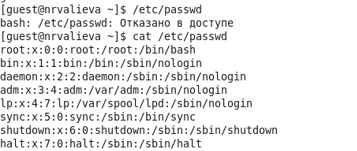 [guest@nrvalieva ~]$ /etc/passwd
bash: /etc/passwd: Отказано в доступе
[guest@nrvalieva ~]$ cat /etc/passwd
root:x:0:0:root:/root:/bin/bash
bin:x:1:1:bin:/bin:/sbin/nologin
daemon:x:2:2:daemon:/sbin:/sbin/nologin
adm:x:3:4:adm:/var/adm:/sbin/nologin
lp:x:4:7:lp:/var/spool/lpd:/sbin/nologin
sync:x:5:0:sync:/sbin:/bin/sync
shutdown:x:6:0:shutdown:/sbin:/sbin/shutdown
halt:x:7:0:halt:/sbin:/sbin/halt